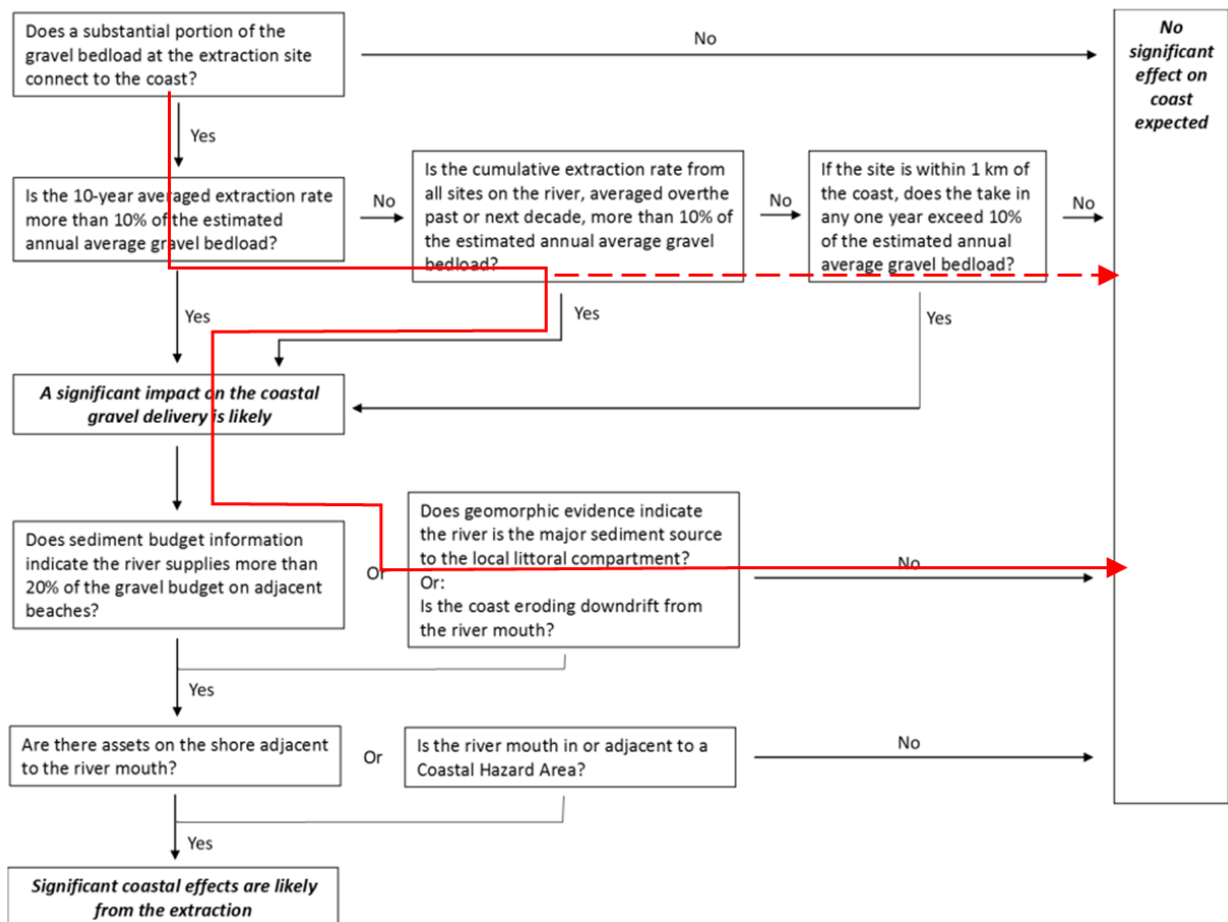 Does a substantial portion of the
gravel bedload at the extraction site
connect to the coast?
No
No
significant
effect on
coast
expected
Yes
Is the 10-year averaged extraction rate
more than 10% of the estimated
annual average gravel bedload?
No
Is the cumulative extraction rate from
all sites on the river, averaged overthe
past or next decade, more than 10% of
the estimated annual average gravel
bedload?
No
If the site is within 1 km of
the coast, does the take in
any one year exceed 10%
of the estimated annual
average gravel bedload?
No
Yes
Yes
Yes
A significant impact on the coastal
gravel delivery is likely
Does sediment budget information
indicate the river supplies more than
20% of the gravel budget on adjacent
beaches?
Or
Does geomorphic evidence indicate
the river is the major sediment source
to the local littoral compartment?
Or:
Is the coast eroding downdrift from
the river mouth?
No
Yes
Are there assets on the shore adjacent
to the river mouth?
Or
Is the river mouth in or adjacent to a
Coastal Hazard Area?
No
Yes
Significant coastal effects are likely
from the extraction